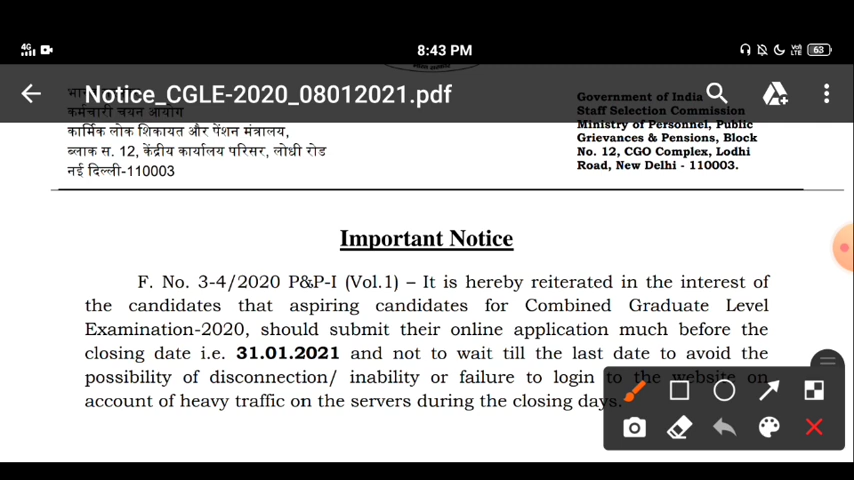 4G
8:43 PM
Vo)
LTE
63
Notice_CGLE-2020_08012021.pdf
कर्मचारी चयन आयोग
कार्मिक लोक शिकायत और पेंशन मंत्रालय,
ब्लाक स. 12, केंद्रीय कार्यालय परिसर, लोधी रोड
नई दिल्ली-110003
Government of India
Staff Selection Commission
Ministry of Personnel, Public
Grievances & Pensions, Block
No. 12, CGO Complex, Lodhi
Road, New Delhi - 110003.
Important Notice
F. No. 3-4/2020 P&P-I (Vol.1) – It is hereby reiterated in the interest of
the candidates that aspiring candidates for Combined Graduate Level
Examination-2020, should submit their online application much before the
closing date i.e. 31.01.2021 and not to wait till the last date to avoid the
possibility of disconnection/ inability or failure to login to the website on
account of heavy traffic on the servers during the closing days.